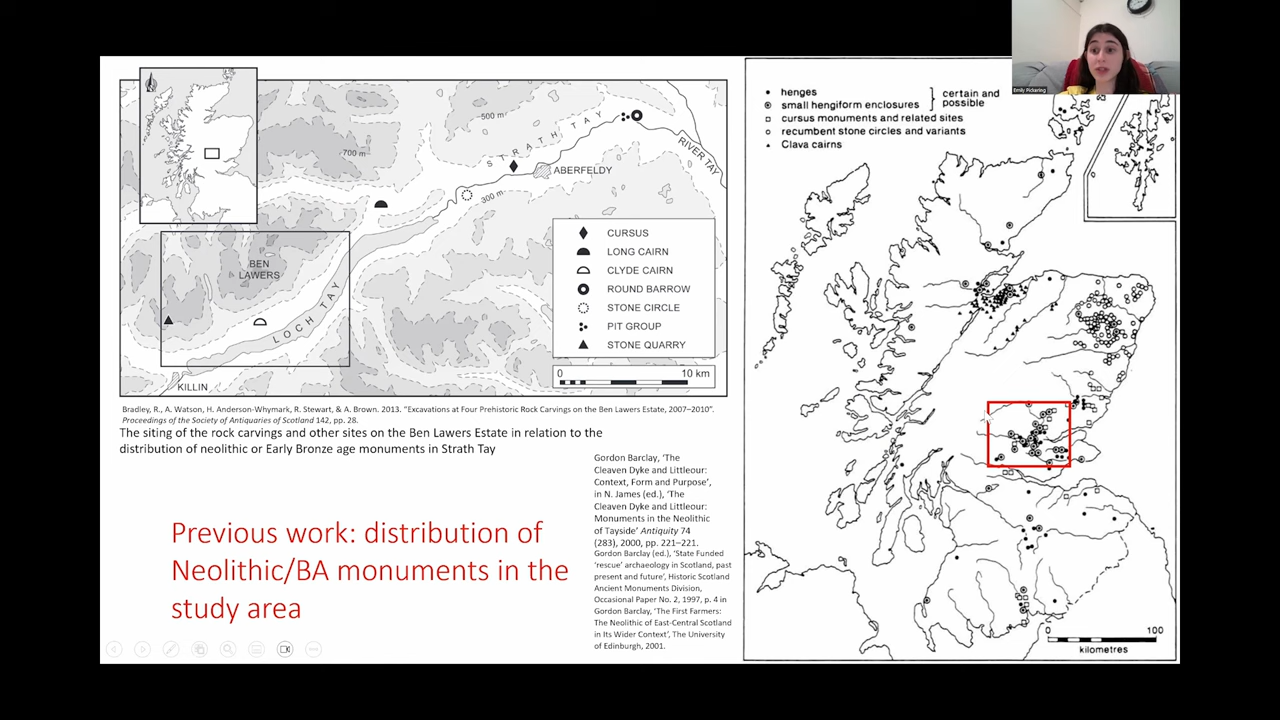 500 m
700 m
300 m
STRATH TAY
RIVER TAY
ABERFELDY
BEN
LAWERS
LOCH TAY
KILLIN
CURSUS
LONG CAIRN
CLYDE CAIRN
ROUND BARROW
STONE CIRCLE
PIT GROUP
STONE QUARRY
0 10 km
Bradley, R., A. Watson, H. Anderson-Whymark, R. Stewart, & A. Brown. 2013. "Excavations at Four Prehistoric Rock Carvings on the Ben Lawers Estate, 2007–2010".
Proceedings of the Society of Antiquaries of Scotland 142, pp. 28.
The siting of the rock carvings and other sites on the Ben Lawers Estate in relation to the
distribution of neolithic or Early Bronze age monuments in Strath Tay
Previous work: distribution of
Neolithic/BA monuments in the
study area
Gordon Barclay, 'The
Cleaven Dyke and Littleour:
Context, Form and Purpose',
in N. James (ed.), 'The
Cleaven Dyke and Littleour:
Monuments in the Neolithic
of Tayside' Antiquity 74
(283), 2000, pp. 221–221.
Gordon Barclay (ed.), 'State Funded
'rescue' archaeology in Scotland, past
present and future', Historic Scotland
Ancient Monuments Division,
Occasional Paper No. 2, 1997, p. 4 in
Gordon Barclay, 'The First Farmers:
The Neolithic of East-Central Scotland
in Its Wider Context', The University
of Edinburgh, 2001.
henges
small hengiform enclosures
certain and
possible
cursus monuments and related sites
recumbent stone circles and variants
Clava cairns
0 100
kilometres
Emily Pickering